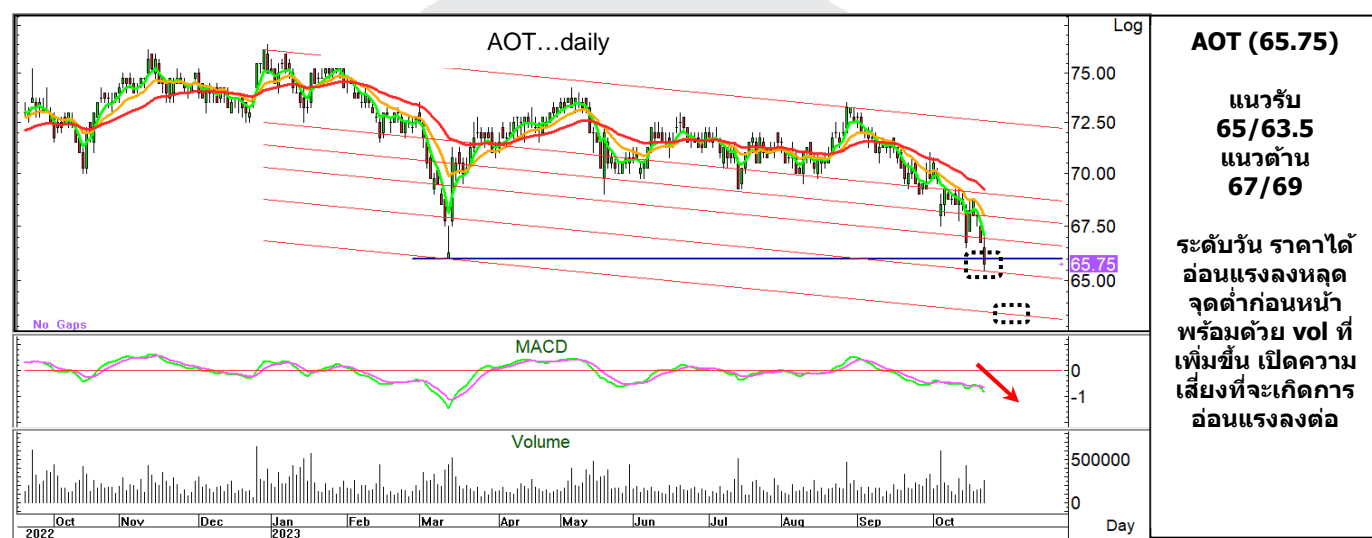 AOT...daily
Log
75.00
72.50
70.00
67.50
65.75
65.00
No Gaps
MACD
0
-1
Volume
500000
0
Oct Nov Dec Jan Feb Mar Apr May Jun Jul Aug Sep Oct
2022 2023
Day
AOT (65.75)
แนวรับ
65/63.5
แนวต้าน
67/69
ระดับวัน ราคาได้
อ่อนแรงลงหลุด
จุดต่ำก่อนหน้า
พร้อมด้วย vol ที่
เพิ่มขึ้น เปิดความ
เสี่ยงที่จะเกิดการ
อ่อนแรงลงต่อ